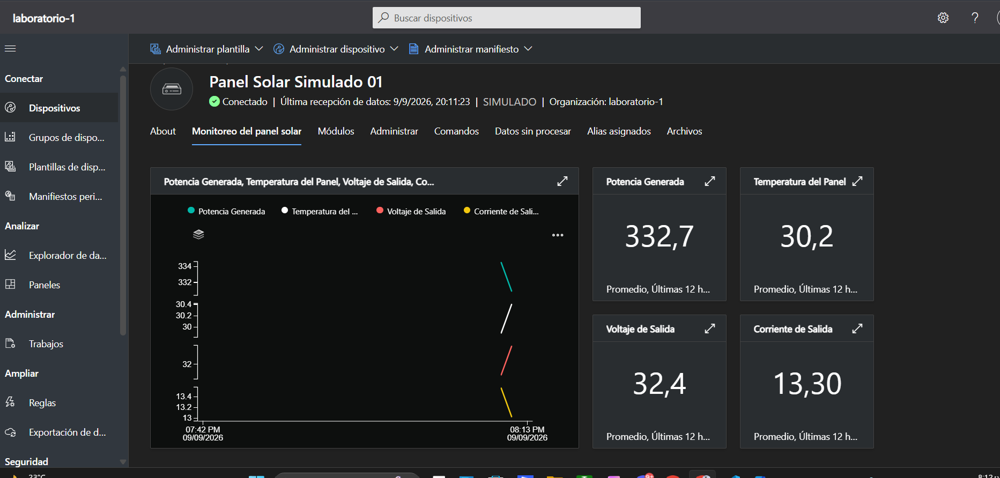 laboratorio-1
Buscar dispositivos
?
Administrar plantilla
Administrar dispositivo
Administrar manifiesto
Conectar
Dispositivos
Grupos de dispo...
Plantillas de disp...
Manifiestos peri...
Analizar
Explorador de da...
Paneles
Administrar
Trabajos
Ampliar
Reglas
Exportación de d...
Seguridad
Panel Solar Simulado 01
Conectado | Última recepción de datos: 9/9/2026, 20:11:23 | SIMULADO | Organización: laboratorio-1
About
Monitoreo del panel solar
Módulos
Administrar
Comandos
Datos sin procesar
Alias asignados
Archivos
Potencia Generada, Temperatura del Panel, Voltaje de Salida, Co...
Potencia Generada
Temperatura del ...
Voltaje de Salida
Corriente de Sali...
334
332
30.4
30.2
30
32
13.4
13.2
13
07:42 PM
09/09/2026
08:13 PM
09/09/2026
Potencia Generada
332,7
Promedio, Últimas 12 h...
Temperatura del Panel
30,2
Promedio, Últimas 12 h...
Voltaje de Salida
32,4
Promedio, Últimas 12 h...
Corriente de Salida
13,30
Promedio, Últimas 12 h...
23°C
9+